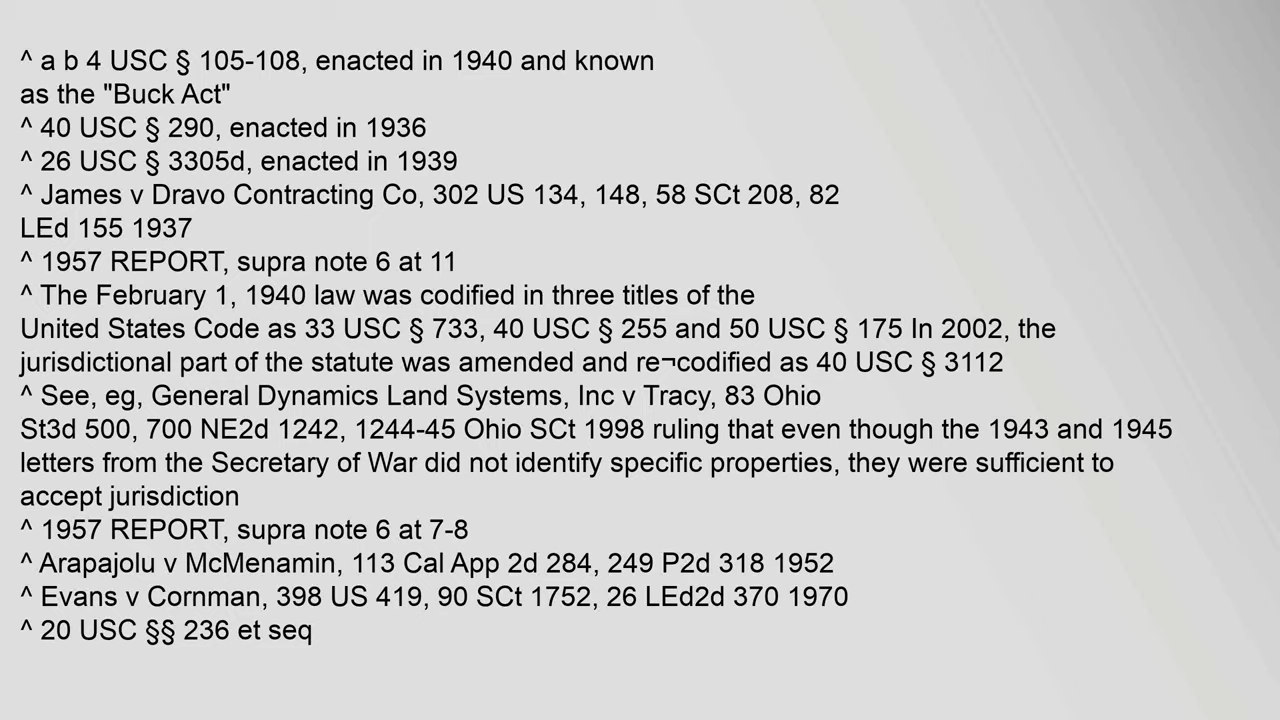 ^ a b 4 USC § 105-108, enacted in 1940 and known
as the "Buck Act"
^ 40 USC § 290, enacted in 1936
^ 26 USC § 3305d, enacted in 1939
^ James v Dravo Contracting Co, 302 US 134, 148, 58 SCt 208, 82
LEd 155 1937
^ 1957 REPORT, supra note 6 at 11
^ The February 1, 1940 law was codified in three titles of the
United States Code as 33 USC § 733, 40 USC § 255 and 50 USC § 175 In 2002, the
jurisdictional part of the statute was amended and re¬codified as 40 USC § 3112
^ See, eg, General Dynamics Land Systems, Inc v Tracy, 83 Ohio
St3d 500, 700 NE2d 1242, 1244-45 Ohio SCt 1998 ruling that even though the 1943 and 1945
letters from the Secretary of War did not identify specific properties, they were sufficient to
accept jurisdiction
^ 1957 REPORT, supra note 6 at 7-8
^ Arapajolu v McMenamin, 113 Cal App 2d 284, 249 P2d 318 1952
^ Evans v Cornman, 398 US 419, 90 SCt 1752, 26 LEd2d 370 1970
^ 20 USC §§ 236 et seq